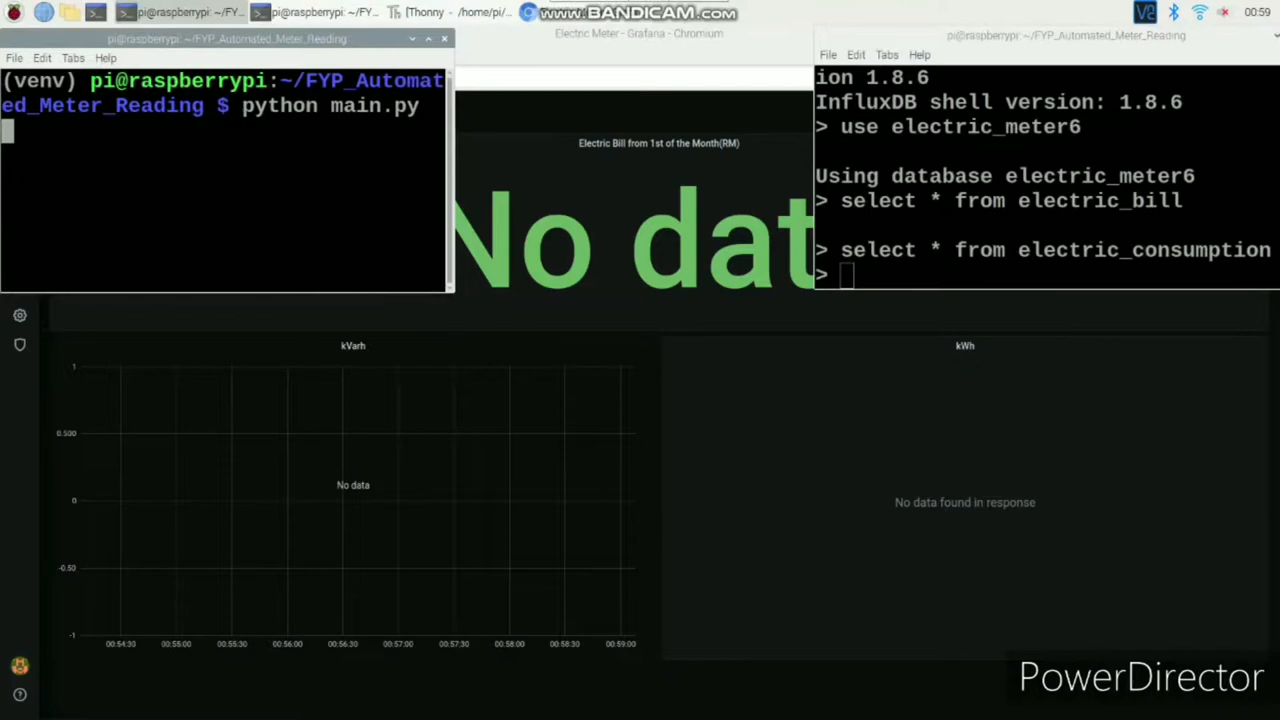 pi@raspberrypi: ~/FYP...
pi@raspberrypi: ~/FY...
[Thonny - /home/pi/...
www.BANDICAM.com
V2
00:59
pi@raspberrypi: ~/FYP_Automated_Meter_Reading
File Edit Tabs Help
(venv) pi@raspberrypi:~/FYP_Automat
ed_Meter_Reading $ python main.py
Electric Meter - Grafana - Chromium
pi@raspberrypi: ~/FYP_Automated_Meter_Reading
File Edit Tabs Help
ion 1.8.6
InfluxDB shell version: 1.8.6
> use electric_meter6
Using database electric_meter6
> select * from electric_bill
> select * from electric_consumption
>
Electric Bill from 1st of the Month(RM)
No dat
kVarh
1
0.500
0
-0.50
-1
No data
00:54:30 00:55:00 00:55:30 00:56:00 00:56:30 00:57:00 00:57:30 00:58:00 00:58:30 00:59:00
kWh
No data found in response
PowerDirector